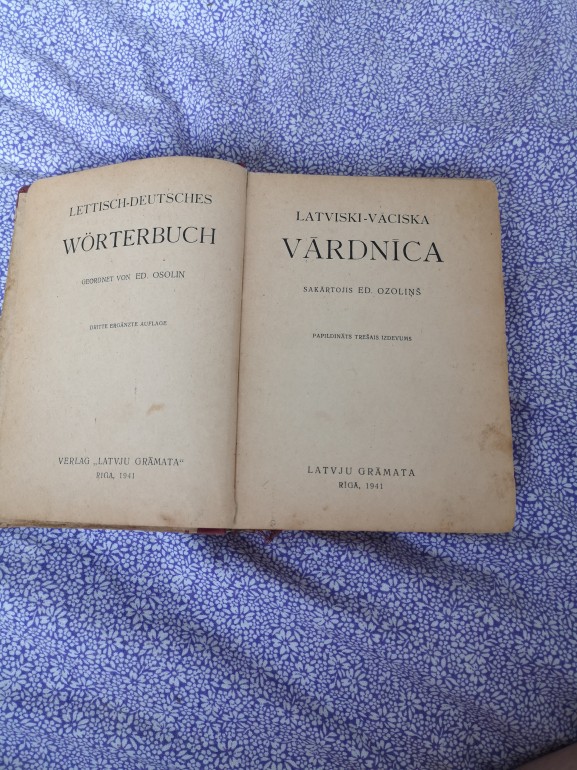 LETTISCH-DEUTSCHES
WÖRTERBUCH
GEORDNET VON ED. OSOLIN
DRITTE ERGÄNZTE AUFLAGE
VERLAG „LATVJU GRĀMATA"
RĪGA, 1941
LATVISKI-VĀCISKA
VĀRDNĪCA
SAKĀRTOJIS ED. OZOLIŅŠ
PAPILDINĀTS TREŠAIS IZDEVUMS
LATVJU GRĀMATA
RĪGĀ, 1941